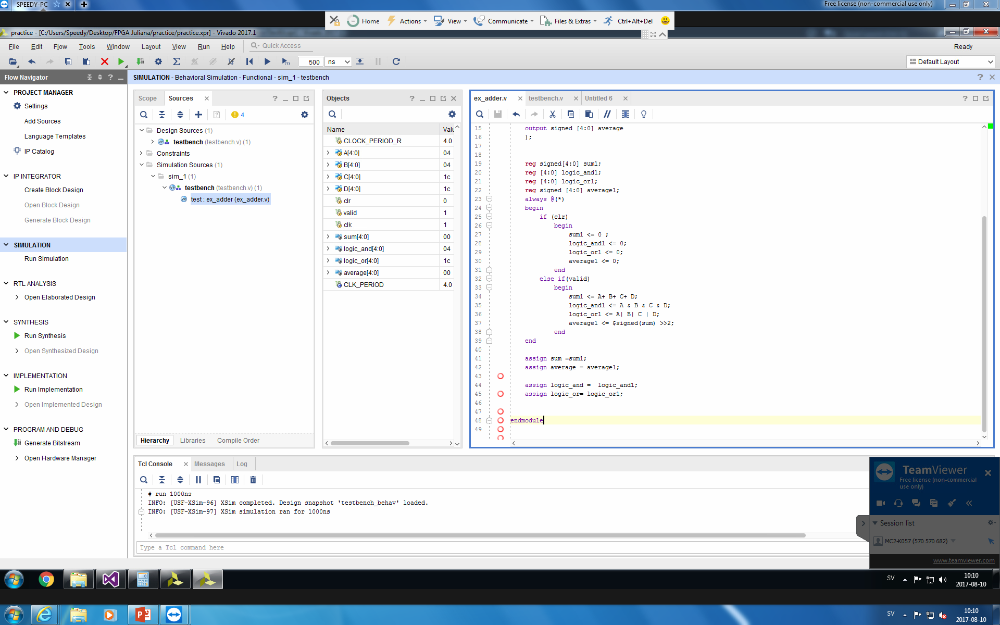 SPEEDY-PC
Free license (non-commercial use only)
Home
Actions
View
Communicate
Files & Extras
Ctrl+Alt+Del
practice - [C:/Users/Speedy/Desktop/FPGA Juliana/practice/practice.xpr] - Vivado 2017.1
File Edit Flow Tools Window Layout View Run Help
Quick Access
Ready
500 ns
Default Layout
Flow Navigator
PROJECT MANAGER
Settings
Add Sources
Language Templates
IP Catalog
IP INTEGRATOR
Create Block Design
Open Block Design
Generate Block Design
SIMULATION
Run Simulation
RTL ANALYSIS
Open Elaborated Design
SYNTHESIS
Run Synthesis
Open Synthesized Design
IMPLEMENTATION
Run Implementation
Open Implemented Design
PROGRAM AND DEBUG
Generate Bitstream
Open Hardware Manager
SIMULATION - Behavioral Simulation - Functional - sim_1 - testbench
Scope Sources
4
Design Sources (1)
testbench (testbench.v) (1)
Constraints
Simulation Sources (1)
sim_1 (1)
testbench (testbench.v) (1)
test : ex_adder (ex_adder.v)
Hierarchy Libraries Compile Order
Objects
Name Valu
CLOCK_PERIOD_R 4.0
A[4:0] 04
B[4:0] 04
C[4:0] 1c
D[4:0] 1c
clr 0
valid 1
clk 1
sum[4:0] 00
logic_and[4:0] 04
logic_or[4:0] 1c
average[4:0] 00
CLK_PERIOD 4.0
ex_adder.v testbench.v Untitled 6
15 output signed [4:0] average
16 );
17
18
19 reg signed[4:0] sum1;
20 reg [4:0] logic_and1;
21 reg [4:0] logic_or1;
22 reg signed [4:0] average1;
23 always @(*)
24 begin
25 if (clr)
26 begin
27 sum1 <= 0 ;
28 logic_and1 <= 0;
29 logic_or1 <= 0;
30 average1 <= 0;
31 end
32 else if(valid)
33 begin
34 sum1 <= A+ B+ C+ D;
35 logic_and1 <= A & B & C & D;
36 logic_or1 <= A| B| C | D;
37 average1 <= $signed(sum) >>2;
38 end
39 end
40
41 assign sum =sum1;
42 assign average = average1;
43
44 assign logic_and =  logic_and1;
45 assign logic_or= logic_or1;
46
47
48 endmodule
49
Tcl Console Messages Log
# run 1000ns
INFO: [USF-XSim-96] XSim completed. Design snapshot 'testbench_behav' loaded.
INFO: [USF-XSim-97] XSim simulation ran for 1000ns
Type a Tcl command here
TeamViewer
Free license (non-commercial
use only)
Session list
MC2-K057 (570 570 682)
www.teamviewer.com
SV
10:10
2017-08-10
SV
10:10
2017-08-10